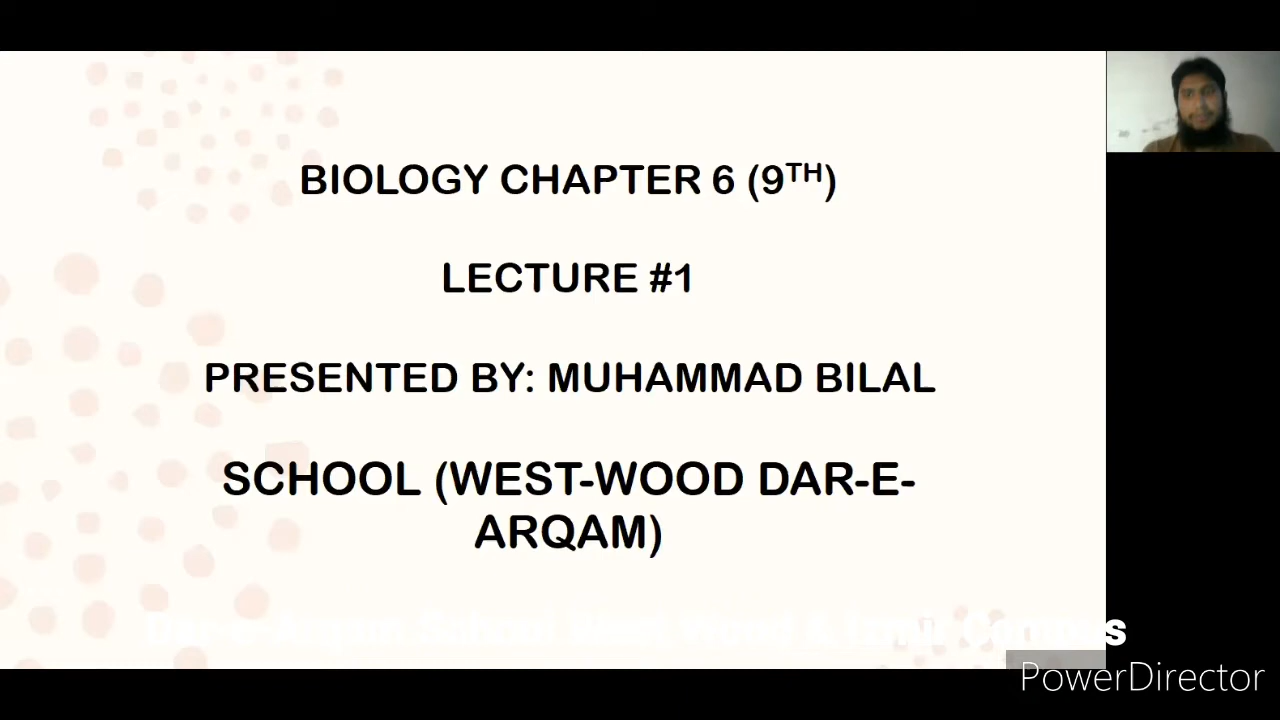 BIOLOGY CHAPTER 6 (9TH)
LECTURE #1
PRESENTED BY: MUHAMMAD BILAL
SCHOOL (WEST-WOOD DAR-E-
ARQAM)
PowerDirector